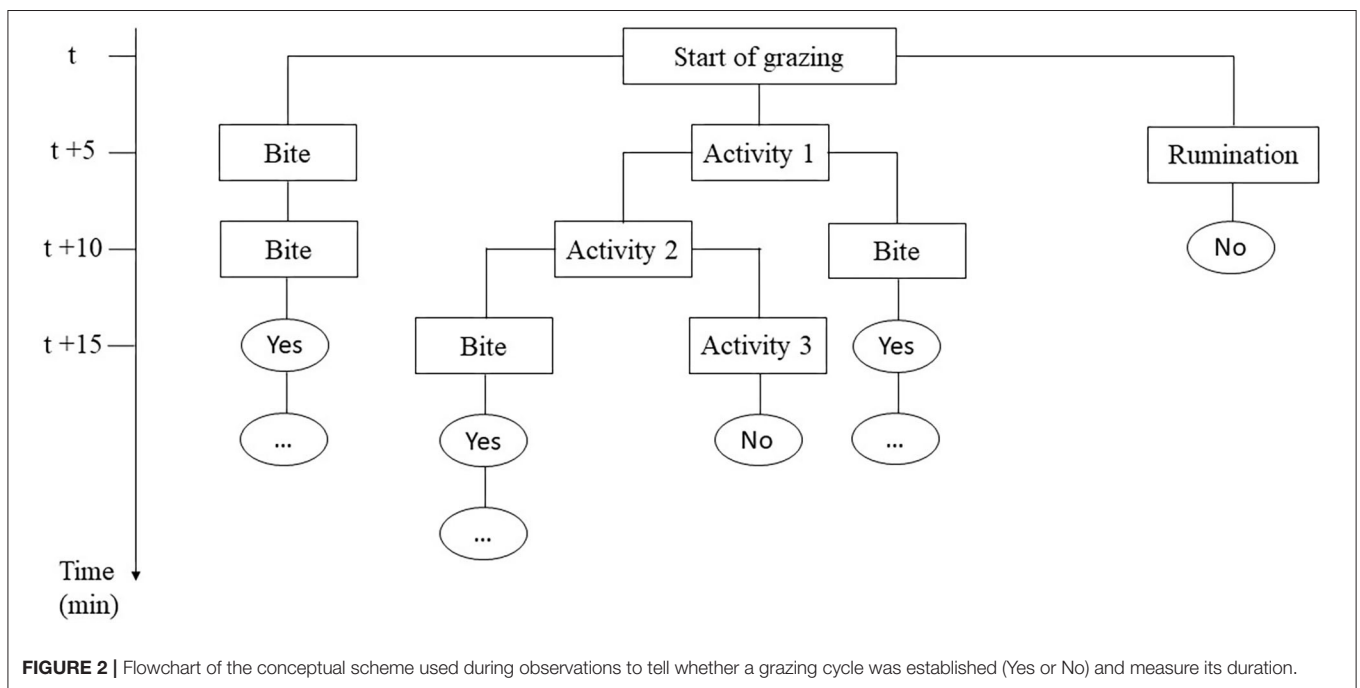 t
Start of grazing
t +5
Bite
Activity 1
Rumination
t +10
Bite
Activity 2
Bite
No
t +15
Yes
Bite
Activity 3
Yes
...
Yes
No
...
...
Time
(min)
FIGURE 2 | Flowchart of the conceptual scheme used during observations to tell whether a grazing cycle was established (Yes or No) and measure its duration.